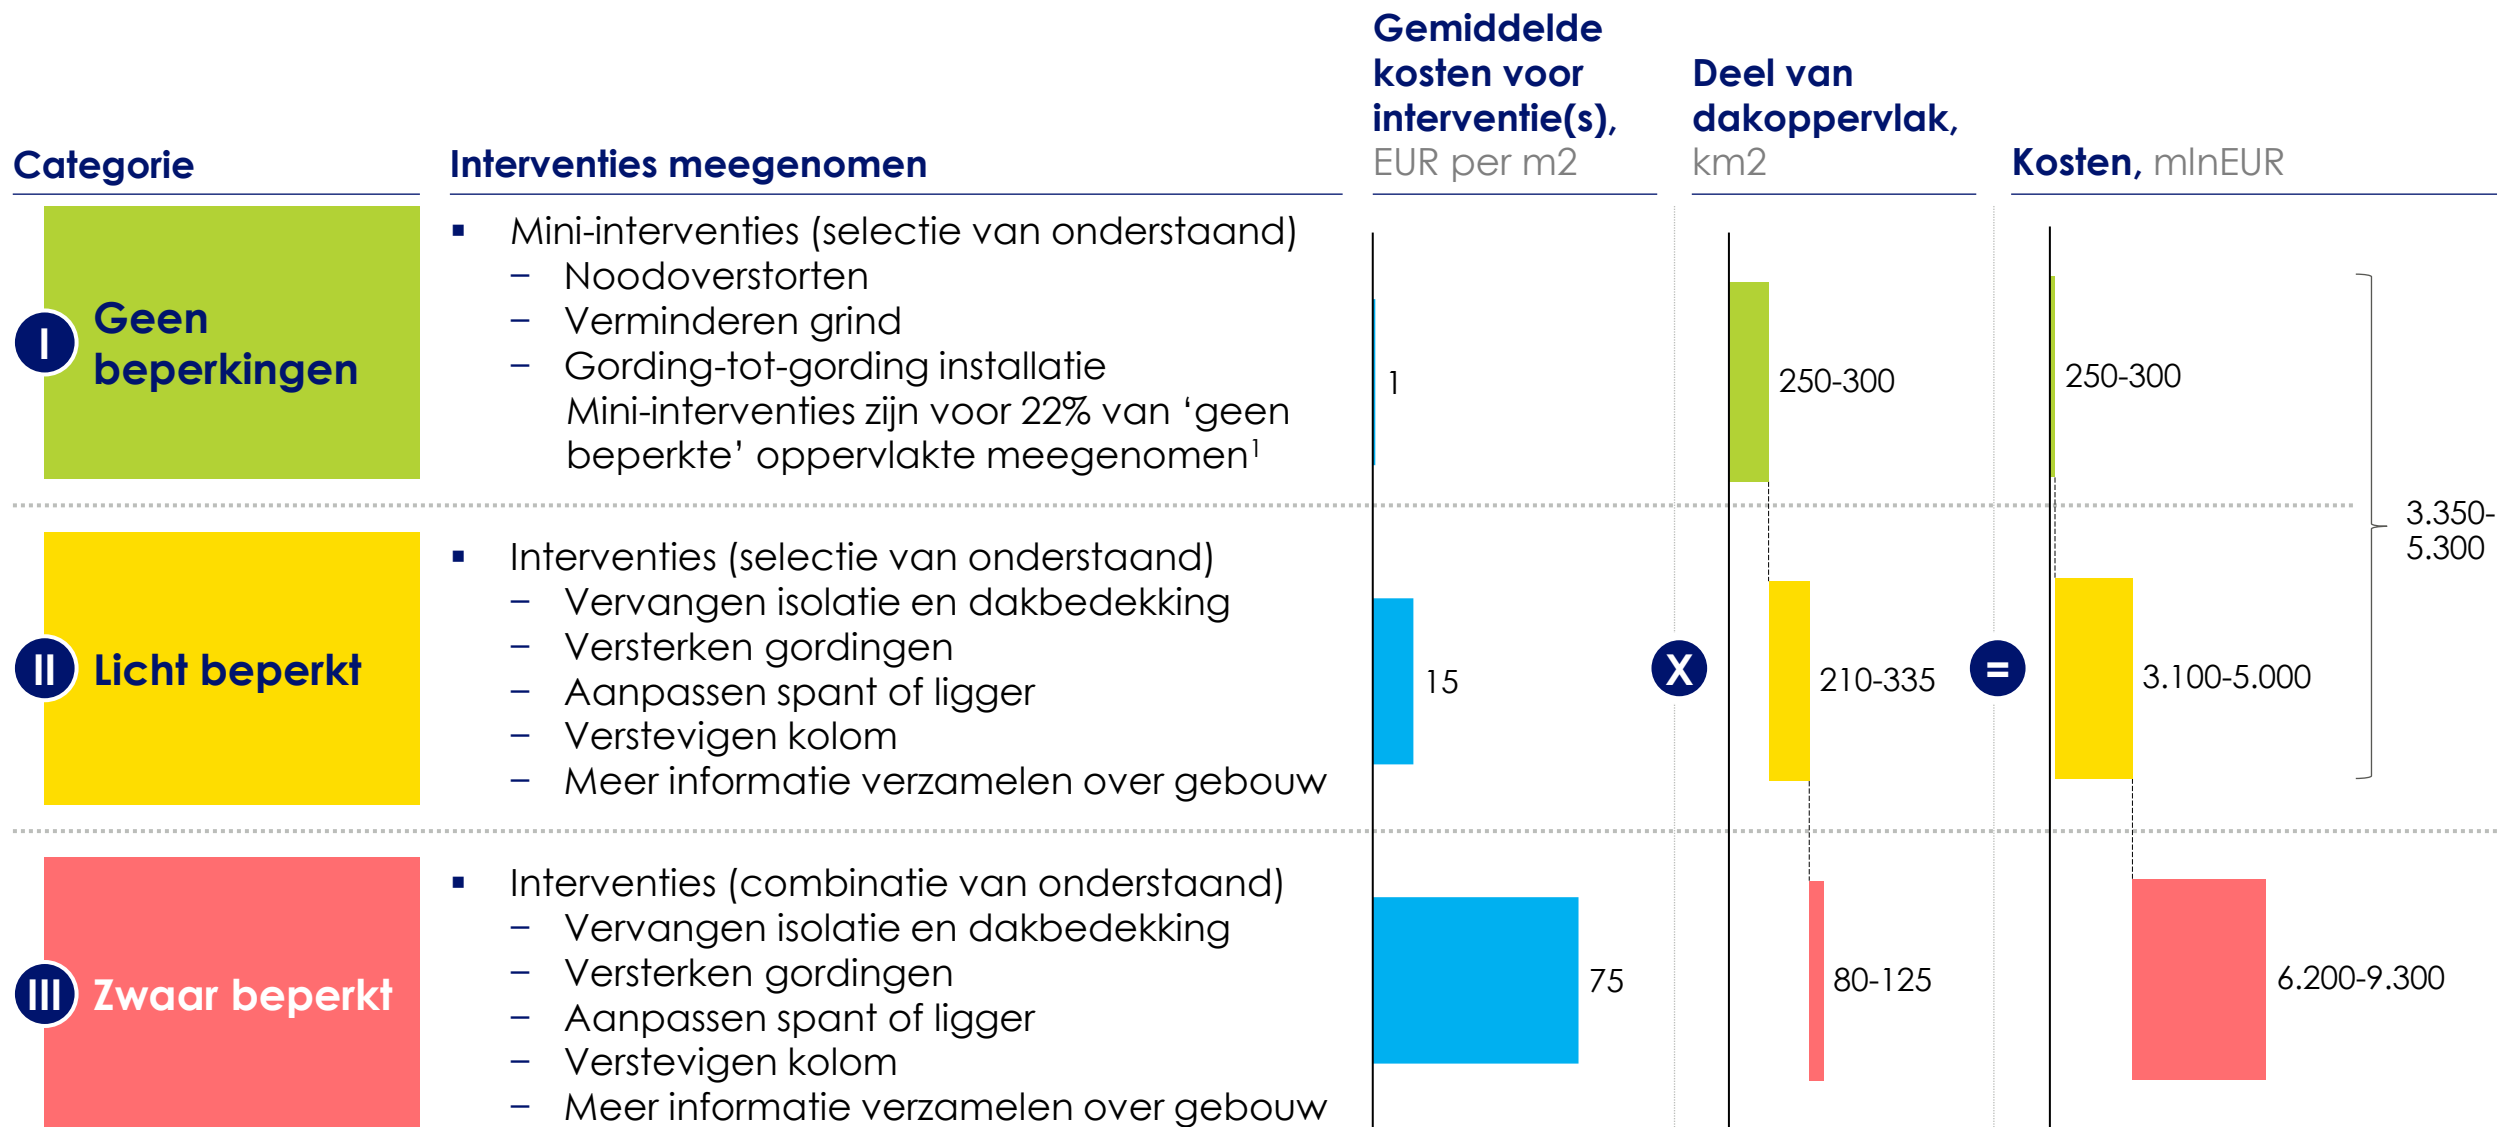 Categorie
Interventies meegenomen
Gemiddelde
kosten voor
interventie(s),
EUR per m2
Deel van
dakoppervlak,
km2
Kosten, mlnEUR
I
Geen
beperkingen
▪ Mini-interventies (selectie van onderstaand)
– Noodoverstorten
– Verminderen grind
– Gording-tot-gording installatie
Mini-interventies zijn voor 22% van ‘geen
beperkte’ oppervlakte meegenomen¹
1
250-300
250-300
3.350-
5.300
II
Licht beperkt
▪ Interventies (selectie van onderstaand)
– Vervangen isolatie en dakbedekking
– Versterken gordingen
– Aanpassen spant of ligger
– Verstevigen kolom
– Meer informatie verzamelen over gebouw
15
X
210-335
=
3.100-5.000
III
Zwaar beperkt
▪ Interventies (combinatie van onderstaand)
– Vervangen isolatie en dakbedekking
– Versterken gordingen
– Aanpassen spant of ligger
– Verstevigen kolom
– Meer informatie verzamelen over gebouw
75
80-125
6.200-9.300